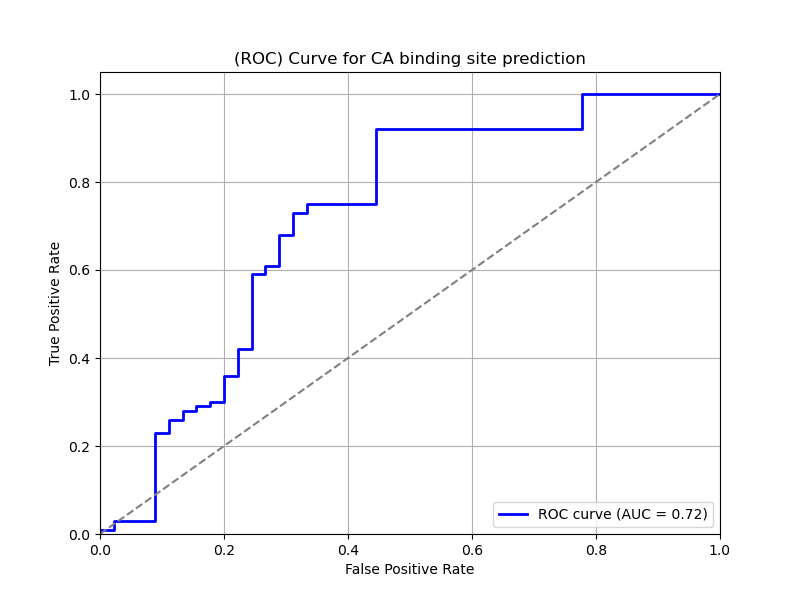 (ROC) Curve for CA binding site prediction
True Positive Rate
1.0
0.8
0.6
0.4
0.2
0.0
ROC curve (AUC = 0.72)
0.0 0.2 0.4 0.6 0.8 1.0
False Positive Rate